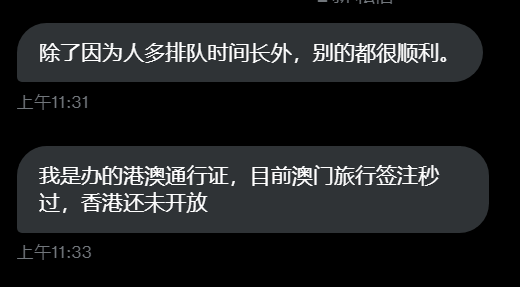 除了因为人多排队时间长外，别的都很顺利。
上午11:31
我是办的港澳通行证，目前澳门旅行签注秒
过，香港还未开放
上午11:33